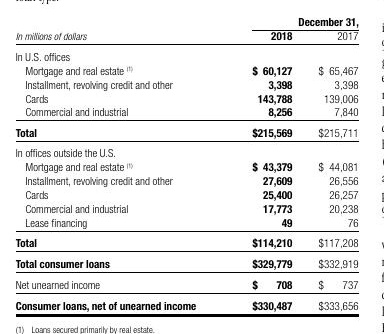 December 31,
In millions of dollars 2018 2017
In U.S. offices
Mortgage and real estate (1) $ 60,127 $ 65,467
Installment, revolving credit and other 3,398 3,398
Cards 143,788 139,006
Commercial and industrial 8,256 7,840
Total $215,569 $215,711
In offices outside the U.S.
Mortgage and real estate (1) $ 43,379 $ 44,081
Installment, revolving credit and other 27,609 26,556
Cards 25,400 26,257
Commercial and industrial 17,773 20,238
Lease financing 49 76
Total $114,210 $117,208
Total consumer loans $329,779 $332,919
Net unearned income $ 708 $ 737
Consumer loans, net of unearned income $330,487 $333,656
(1) Loans secured primarily by real estate.